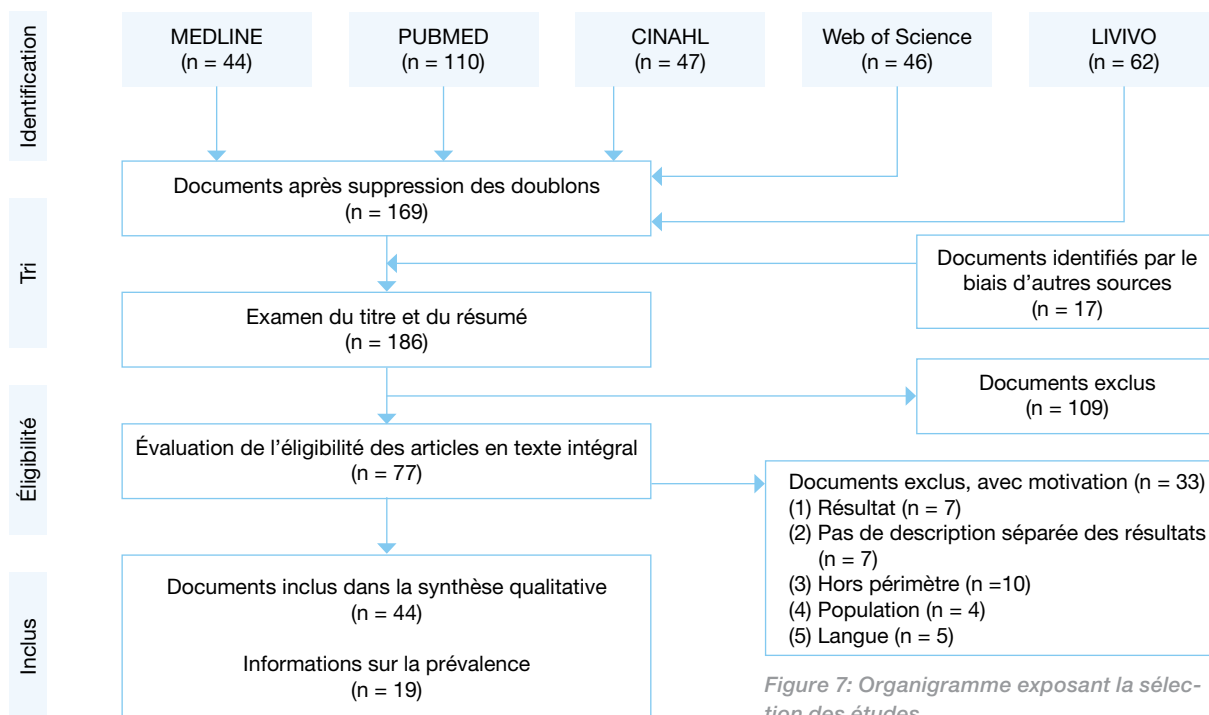 Identification
MEDLINE
(n = 44)
PUBMED
(n = 110)
CINAHL
(n = 47)
Web of Science
(n = 46)
LIVIVO
(n = 62)
Documents après suppression des doublons
(n = 169)
Tri
Documents identifiés par le
biais d'autres sources
(n = 17)
Examen du titre et du résumé
(n = 186)
Documents exclus
(n = 109)
Éligibilité
Évaluation de l'éligibilité des articles en texte intégral
(n = 77)
Documents exclus, avec motivation (n = 33)
(1) Résultat (n = 7)
(2) Pas de description séparée des résultats
(n = 7)
(3) Hors périmètre (n =10)
(4) Population (n = 4)
(5) Langue (n = 5)
Inclus
Documents inclus dans la synthèse qualitative
(n = 44)
Informations sur la prévalence
(n = 19)
Figure 7: Organigramme exposant la sélec-
tion des études